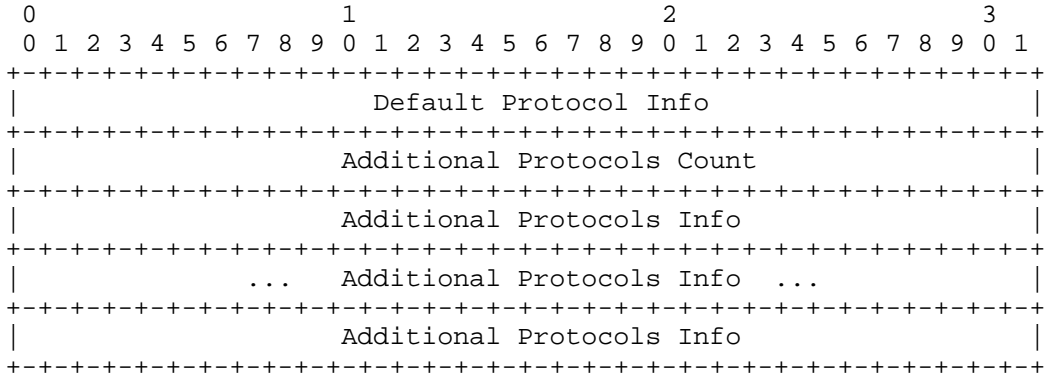 0                   1                   2                   3
 0 1 2 3 4 5 6 7 8 9 0 1 2 3 4 5 6 7 8 9 0 1 2 3 4 5 6 7 8 9 0 1
+-+-+-+-+-+-+-+-+-+-+-+-+-+-+-+-+-+-+-+-+-+-+-+-+-+-+-+-+-+-+-+-+
|                      Default Protocol Info                    |
+-+-+-+-+-+-+-+-+-+-+-+-+-+-+-+-+-+-+-+-+-+-+-+-+-+-+-+-+-+-+-+-+
|                    Additional Protocols Count                 |
+-+-+-+-+-+-+-+-+-+-+-+-+-+-+-+-+-+-+-+-+-+-+-+-+-+-+-+-+-+-+-+-+
|                    Additional Protocols Info                  |
+-+-+-+-+-+-+-+-+-+-+-+-+-+-+-+-+-+-+-+-+-+-+-+-+-+-+-+-+-+-+-+-+
|              ...   Additional Protocols Info ...              |
+-+-+-+-+-+-+-+-+-+-+-+-+-+-+-+-+-+-+-+-+-+-+-+-+-+-+-+-+-+-+-+-+
|                    Additional Protocols Info                  |
+-+-+-+-+-+-+-+-+-+-+-+-+-+-+-+-+-+-+-+-+-+-+-+-+-+-+-+-+-+-+-+-+